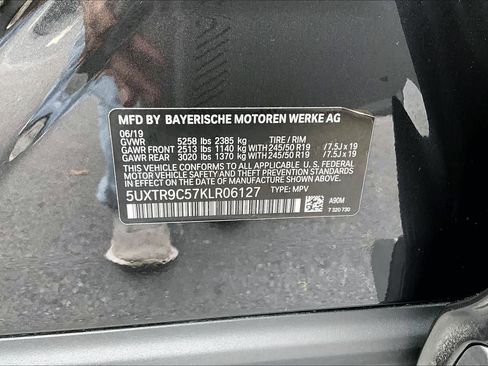 MFD BY BAYERISCHE MOTOREN WERKE AG
06/19
GVWR 5258 lbs 2385 kg TIRE / RIM
GAWR FRONT 2513 lbs 1140 kg WITH 245/50 R19 / 7.5J x 19
GAWR REAR 3020 lbs 1370 kg WITH 245/50 R19 / 7.5J x 19
THIS VEHICLE CONFORMS TO ALL APPLICABLE U.S. FEDERAL
MOTOR VEHICLE SAFETY, BUMPER, AND THEFT PREVENTION
STANDARDS IN EFFECT ON THE DATE OF MANUFACTURE SHOWN ABOVE.
5UXTR9C57KLR06127 TYPE: MPV
A90M
7 320 730